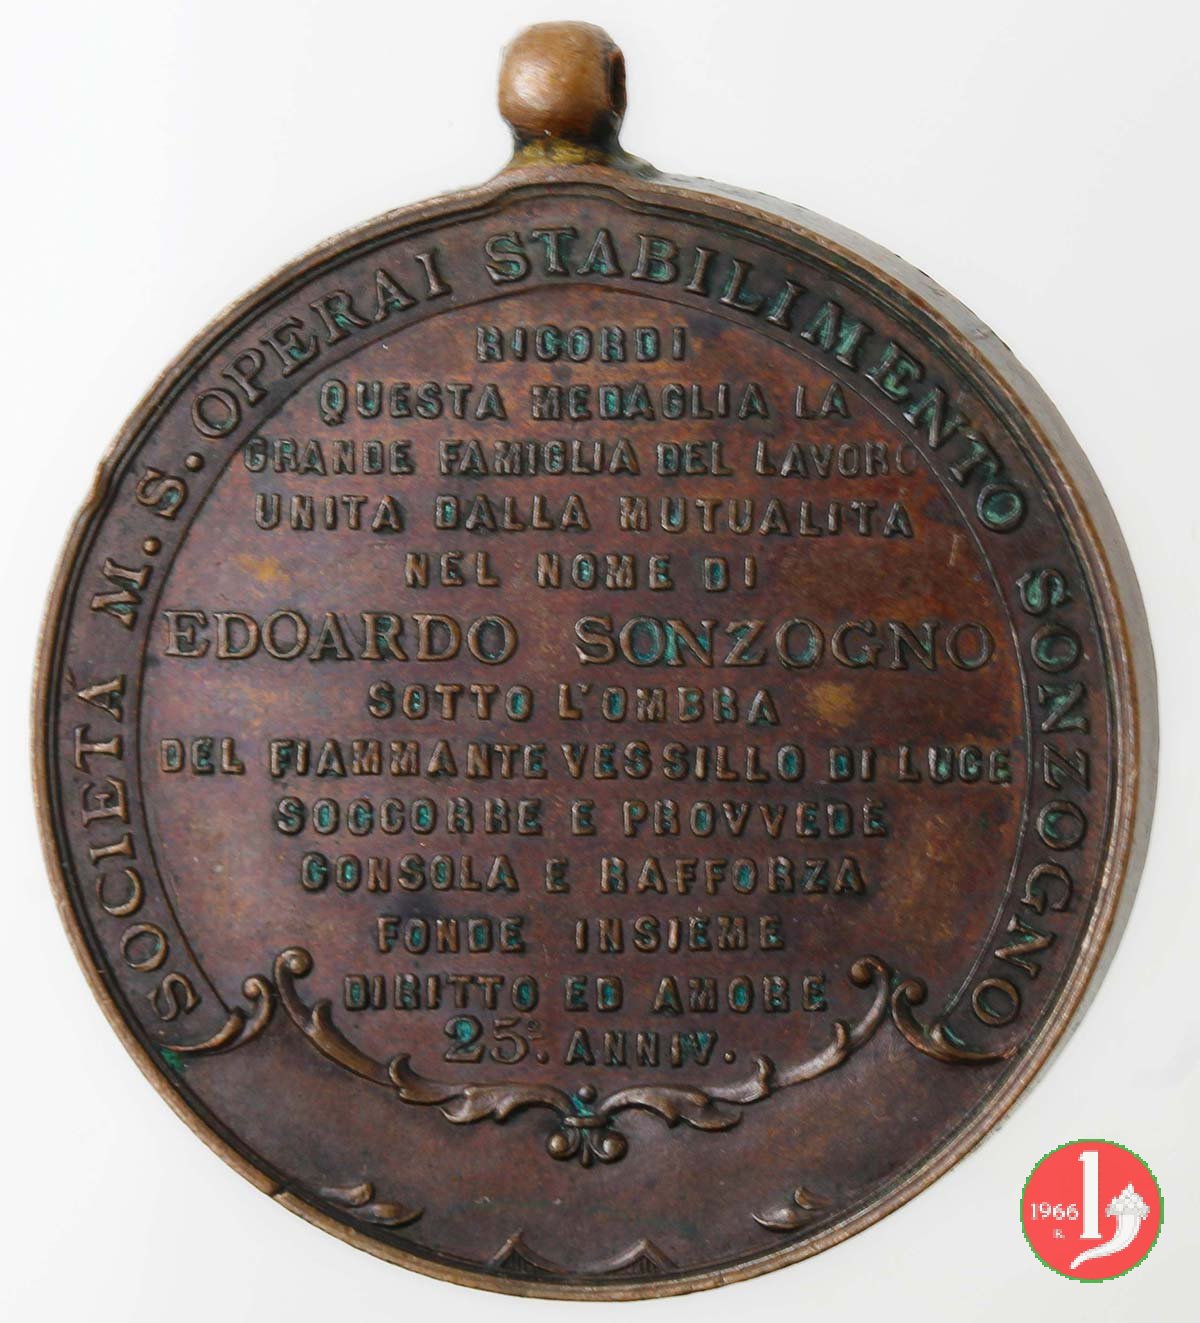 SOCIETÀ M. S. OPERAI STABILIMENTO SONZOGNO
RICORDI
QUESTA MEDAGLIA LA
GRANDE FAMIGLIA DEL LAVORO
UNITA DALLA MUTUALITA
NEL NOME DI
EDOARDO SONZOGNO
SOTTO L'OMBRA
DEL FIAMMANTE VESSILLO DI LUCE
SOCCORRE E PROVVEDE
CONSOLA E RAFFORZA
FONDE INSIEME
DIRITTO ED AMORE
25º. ANNIV.
1966
R.